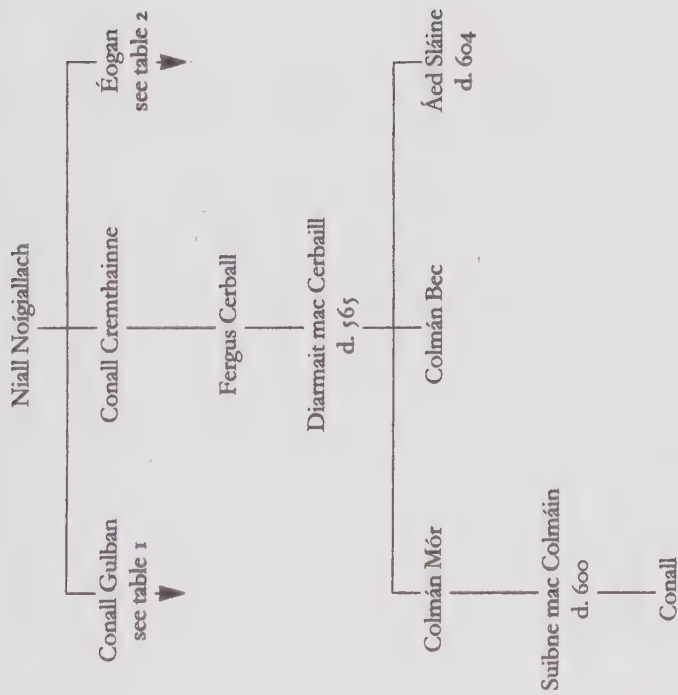 Niall Noígiallach
Conall Gulban
see table 1
Conall Cremthainne
Éogan
see table 2
Fergus Cerball
Diarmait mac Cerbaill
d. 565
Colmán Mór
Colmán Bec
Áed Sláine
d. 604
Suibne mac Colmáin
d. 600
Conall